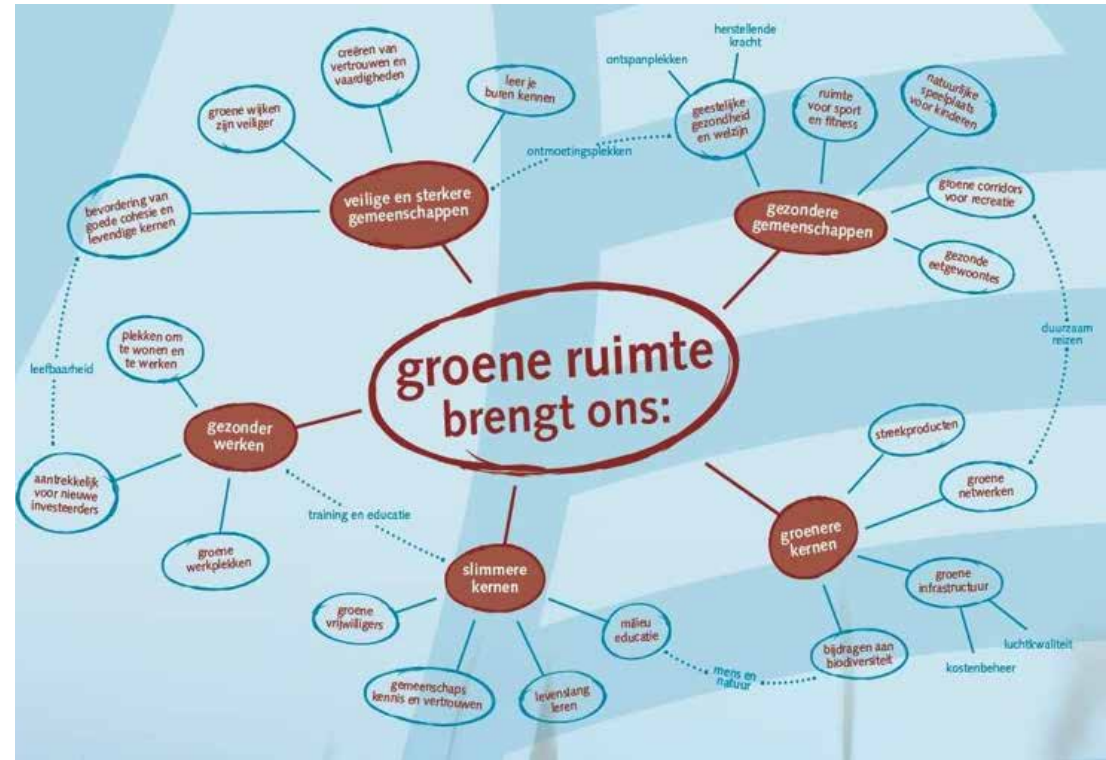 groene ruimte
brengt ons:
veilige en sterkere
gemeenschappen
creëren van
vertrouwen en
vaardigheden
leer je
buren kennen
groene wijken
zijn veiliger
bevordering van
goede cohesie en
levendige kernen
ontmoetingsplekken
gezondere
gemeenschappen
geestelijke
gezondheid
en welzijn
ontspanplekken
herstellende
kracht
ruimte
voor sport
en fitness
natuurlijke
speelplaats
voor kinderen
groene corridors
voor recreatie
gezonde
eetgewoontes
duurzaam
reizen
groenere
kernen
streekproducten
groene
netwerken
groene
infrastructuur
luchtkwaliteit
kostenbeheer
bijdragen aan
biodiversiteit
mens en
natuur
slimmere
kernen
milieu
educatie
levenslang
leren
gemeenschaps
kennis en vertrouwen
groene
vrijwilligers
training en educatie
gezonder
werken
plekken om
te wonen en
te werken
aantrekkelijk
voor nieuwe
investeerders
groene
werkplekken
leefbaarheid